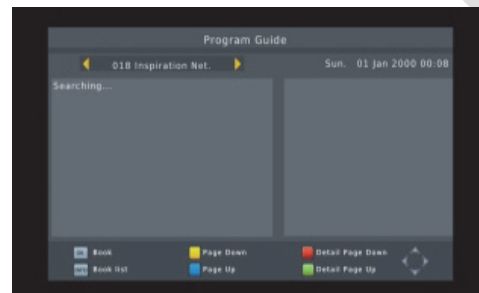 Program Guide
018 Inspiration Net.
Sun. 01 Jan 2000 00:08
Searching...
OK Book
Page Down
Detail Page Down
INFO Book list
Page Up
Detail Page Up